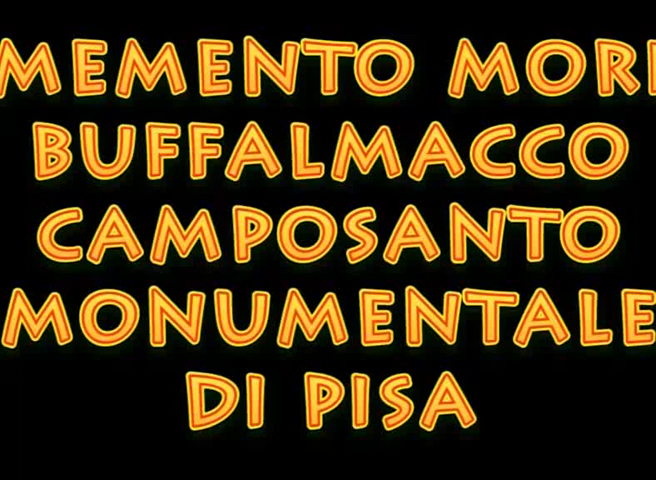 MEMENTO MORI
BUFFALMACCO
CAMPOSANTO
MONUMENTALE
DI PISA